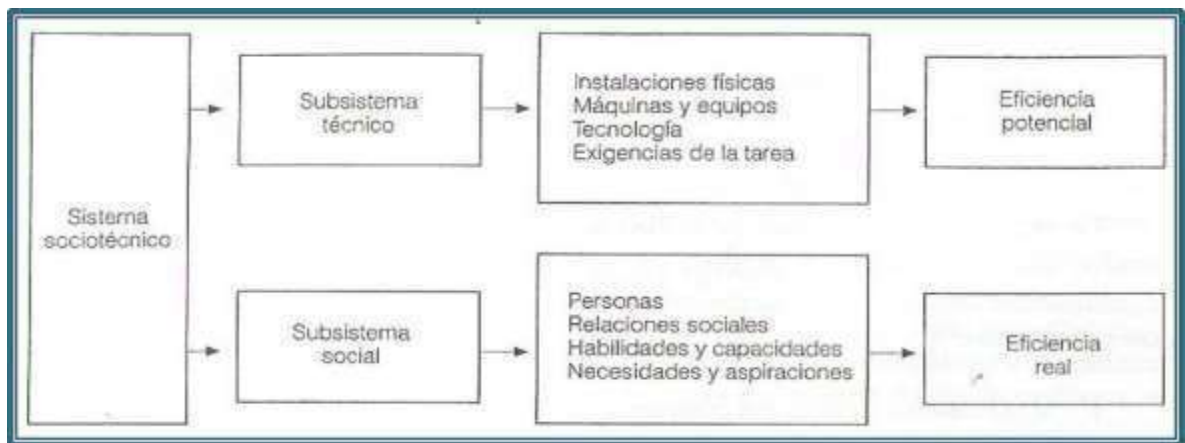 Sistema
sociotécnico
Subsistema
técnico
Instalaciones físicas
Máquinas y equipos
Tecnología
Exigencias de la tarea
Eficiencia
potencial
Subsistema
social
Personas
Relaciones sociales
Habilidades y capacidades
Necesidades y aspiraciones
Eficiencia
real